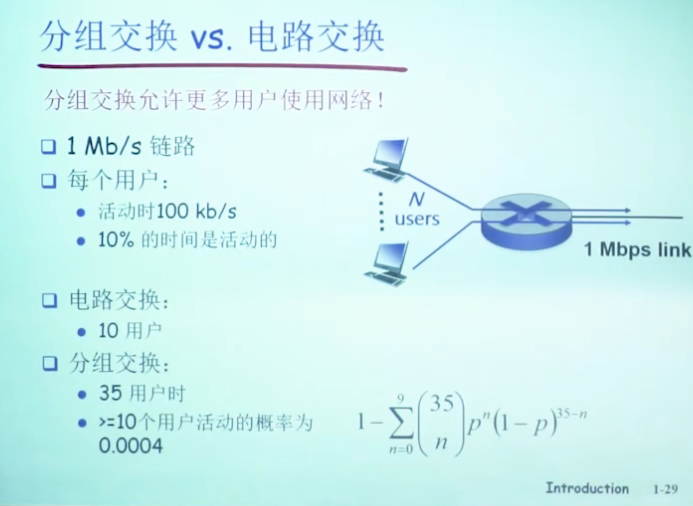 分组交换 vs. 电路交换
分组交换允许更多用户使用网络!
1 Mb/s 链路
每个用户:
活动时100 kb/s
10% 的时间是活动的
N
users
1 Mbps link
电路交换:
10 用户
分组交换:
35 用户时
>=10个用户活动的概率为
0.0004
1-\sum_{n=0}^{9}\binom{35}{n}p^n(1-p)^{35-n}
Introduction 1-29